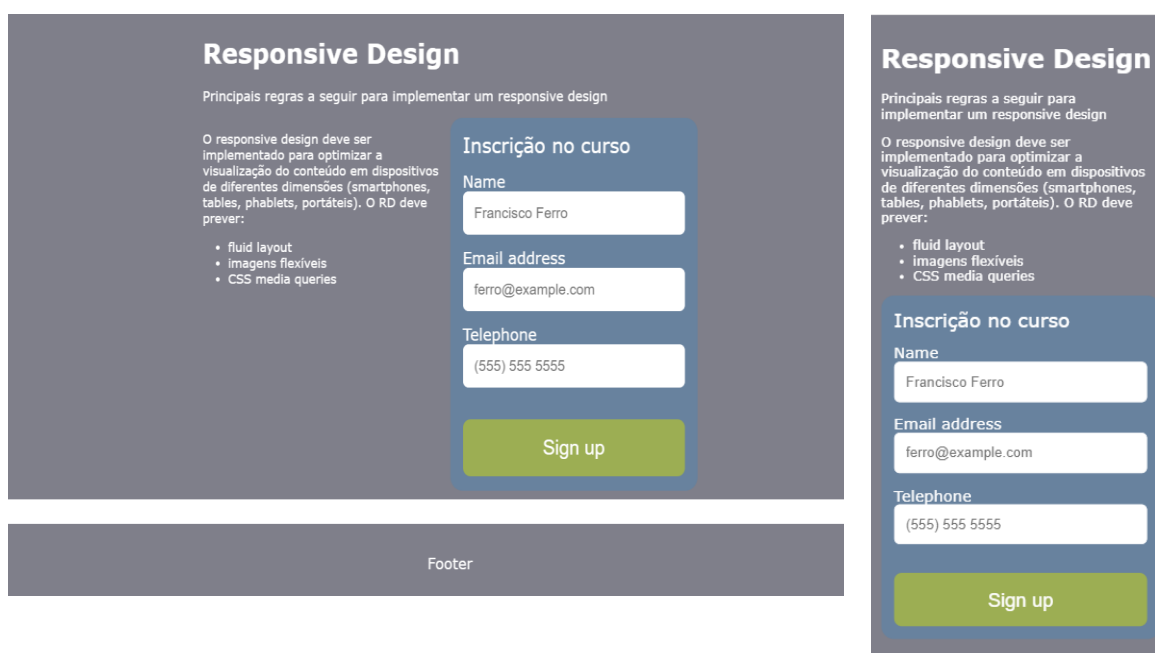 Responsive Design
Principais regras a seguir para implementar um responsive design
O responsive design deve ser
implementado para optimizar a
visualização do conteúdo em dispositivos
de diferentes dimensões (smartphones,
tables, phablets, portáteis). O RD deve
prever:
• fluid layout
• imagens flexíveis
• CSS media queries
Inscrição no curso
Name
Francisco Ferro
Email address
ferro@example.com
Telephone
(555) 555 5555
Sign up
Footer
Responsive Design
Principais regras a seguir para
implementar um responsive design
O responsive design deve ser
implementado para optimizar a
visualização do conteúdo em dispositivos
de diferentes dimensões (smartphones,
tables, phablets, portáteis). O RD deve
prever:
• fluid layout
• imagens flexíveis
• CSS media queries
Inscrição no curso
Name
Francisco Ferro
Email address
ferro@example.com
Telephone
(555) 555 5555
Sign up